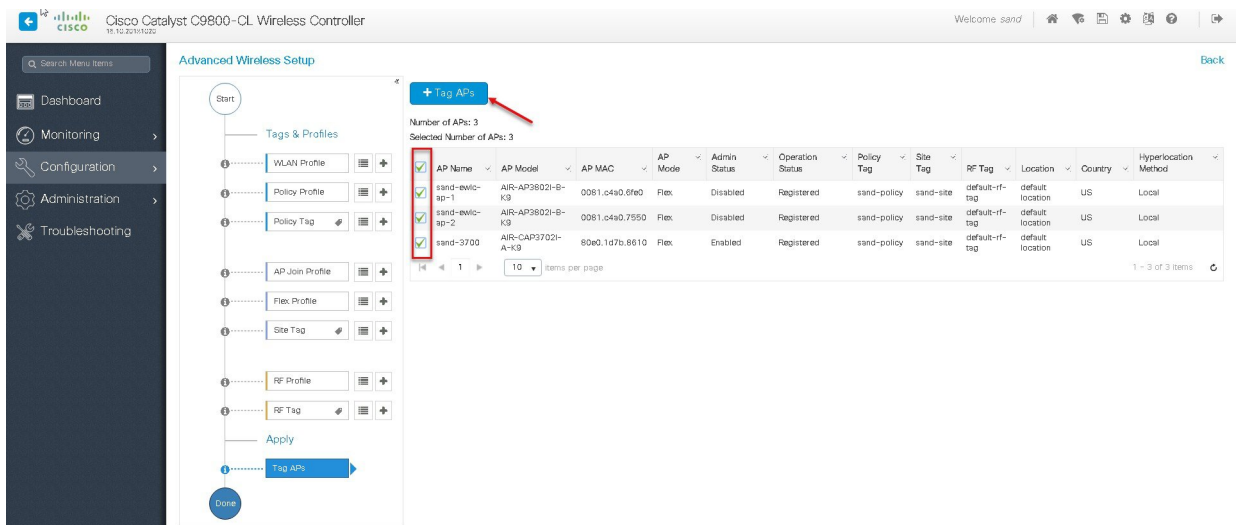 CISCO
Cisco Catalyst C9800-CL Wireless Controller
16.10.201X1020
Welcome sand
Search Menu Items
Dashboard
Monitoring
Configuration
Administration
Troubleshooting
Advanced Wireless Setup
Back
Start
Tags & Profiles
WLAN Profile
Policy Profile
Policy Tag
AP Join Profile
Flex Profile
Site Tag
RF Profile
RF Tag
Apply
Tag APs
Done
+ Tag APs
Number of APs: 3
Selected Number of APs: 3
AP Name AP Model AP MAC AP Mode Admin Status Operation Status Policy Tag Site Tag RF Tag Location Country Hyperlocation Method
sand-ewlc-ap-1 AIR-AP3802I-B-K9 0081.c4a0.6fe0 Flex Disabled Registered sand-policy sand-site default-rf-tag default location US Local
sand-ewlc-ap-2 AIR-AP3802I-B-K9 0081.c4a0.7550 Flex Disabled Registered sand-policy sand-site default-rf-tag default location US Local
sand-3700 AIR-CAP3702I-A-K9 80e0.1d7b.8610 Flex Enabled Registered sand-policy sand-site default-rf-tag default location US Local
1 10 items per page
1 - 3 of 3 items